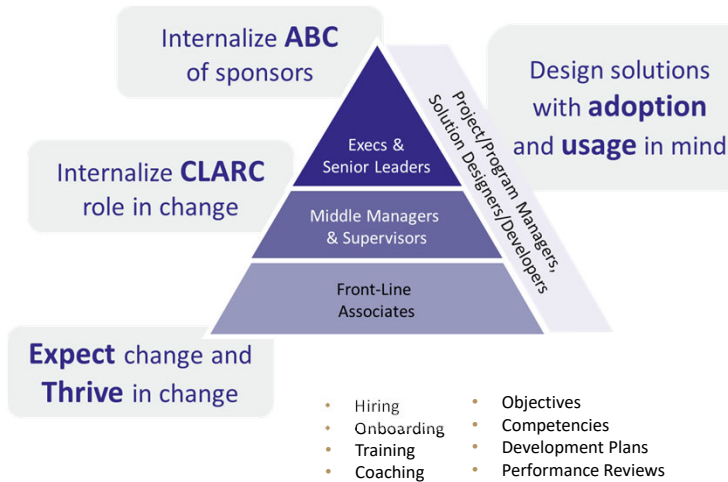 Internalize ABC
of sponsors
Design solutions
with adoption
and usage in mind
Project/Program Managers,
Solution Designers/Developers
Execs &
Senior Leaders
Internalize CLARC
role in change
Middle Managers
& Supervisors
Front-Line
Associates
Expect change and
Thrive in change
• Hiring
• Onboarding
• Training
• Coaching
• Objectives
• Competencies
• Development Plans
• Performance Reviews